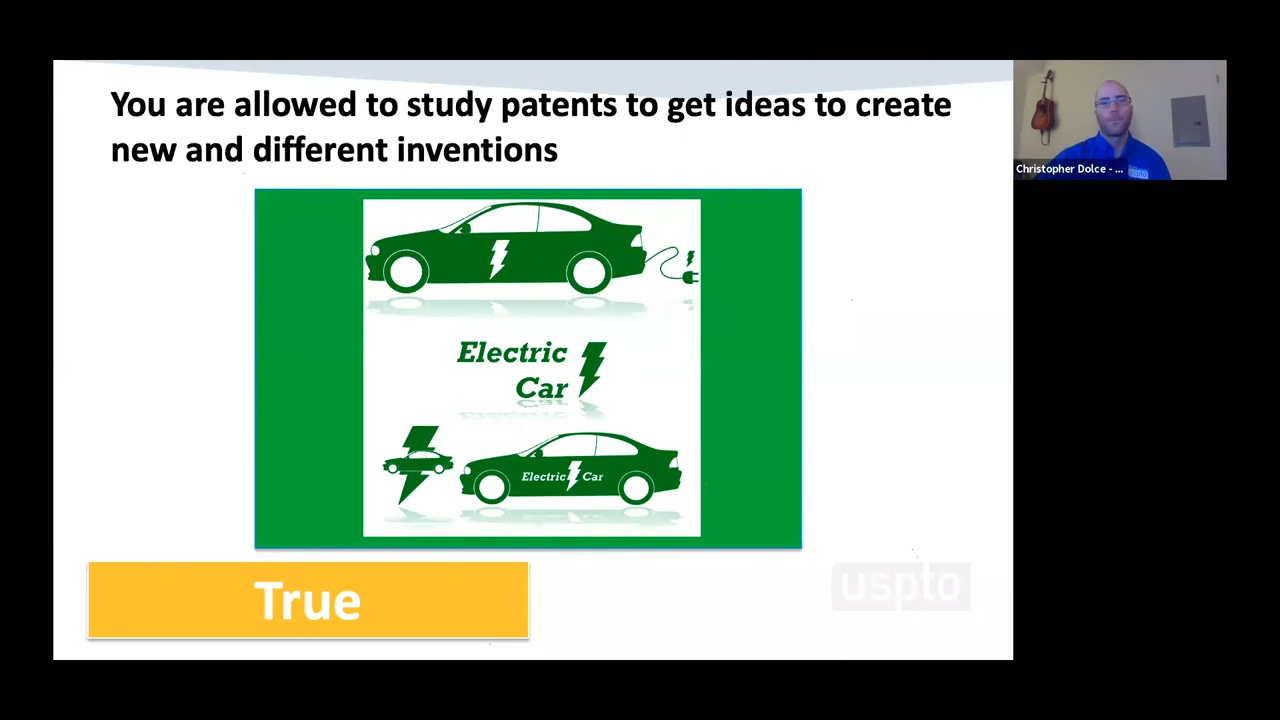 You are allowed to study patents to get ideas to create
new and different inventions
Christopher Dolce - ...
Electric
Car
Electric Car
True
uspto